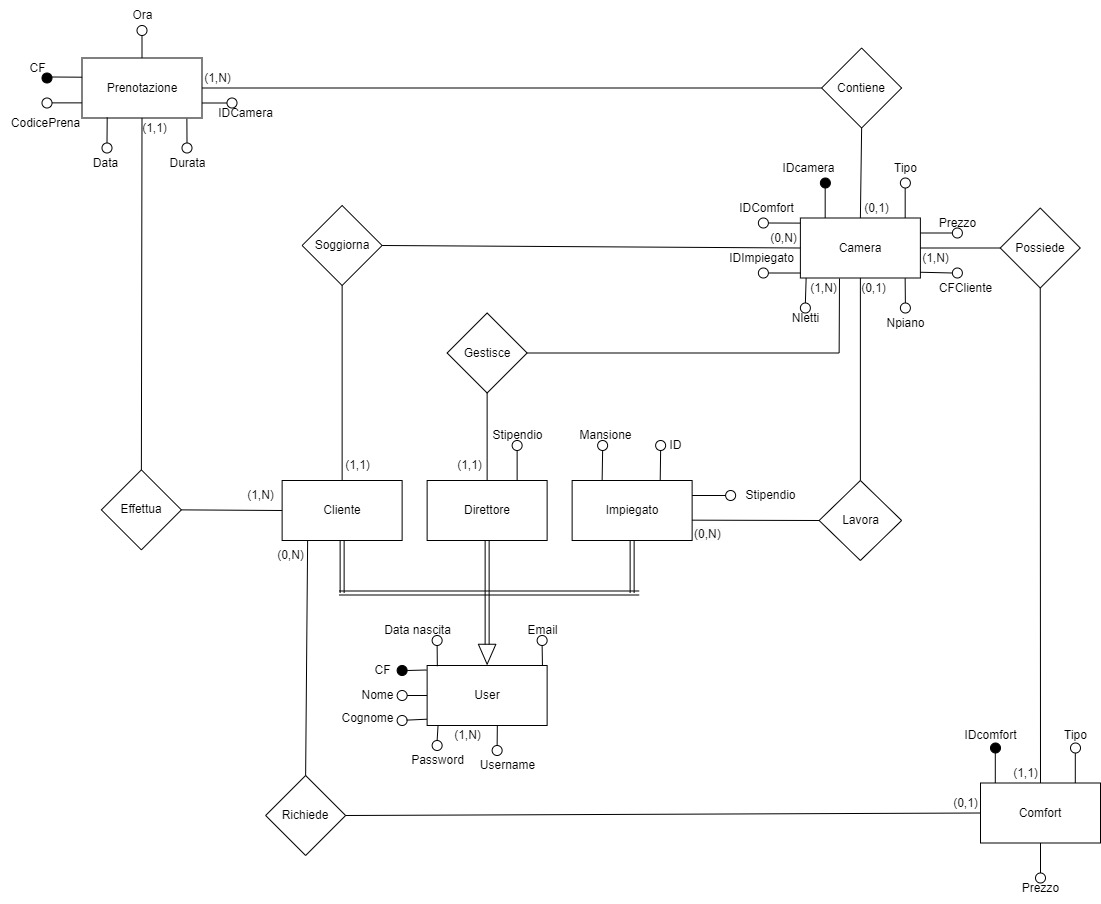 Ora
CF
Prenotazione
(1,N)
CodicePrena
IDCamera
(1,1)
Data
Durata
Contiene
IDcamera
Tipo
IDComfort
(0,1)
Prezzo
Soggiorna
(0,N)
Camera
Possiede
IDImpiegato
(1,N)
CFCliente
(1,N)
(0,1)
Nletti
Npiano
Gestisce
Stipendio
Mansione
ID
(1,1)
(1,1)
Effettua
(1,N)
Cliente
Direttore
Impiegato
Stipendio
Lavora
(0,N)
(0,N)
Data nascita
Email
CF
Nome
User
Cognome
(1,N)
Password
Username
IDcomfort
Tipo
(1,1)
(0,1)
Richiede
Comfort
Prezzo